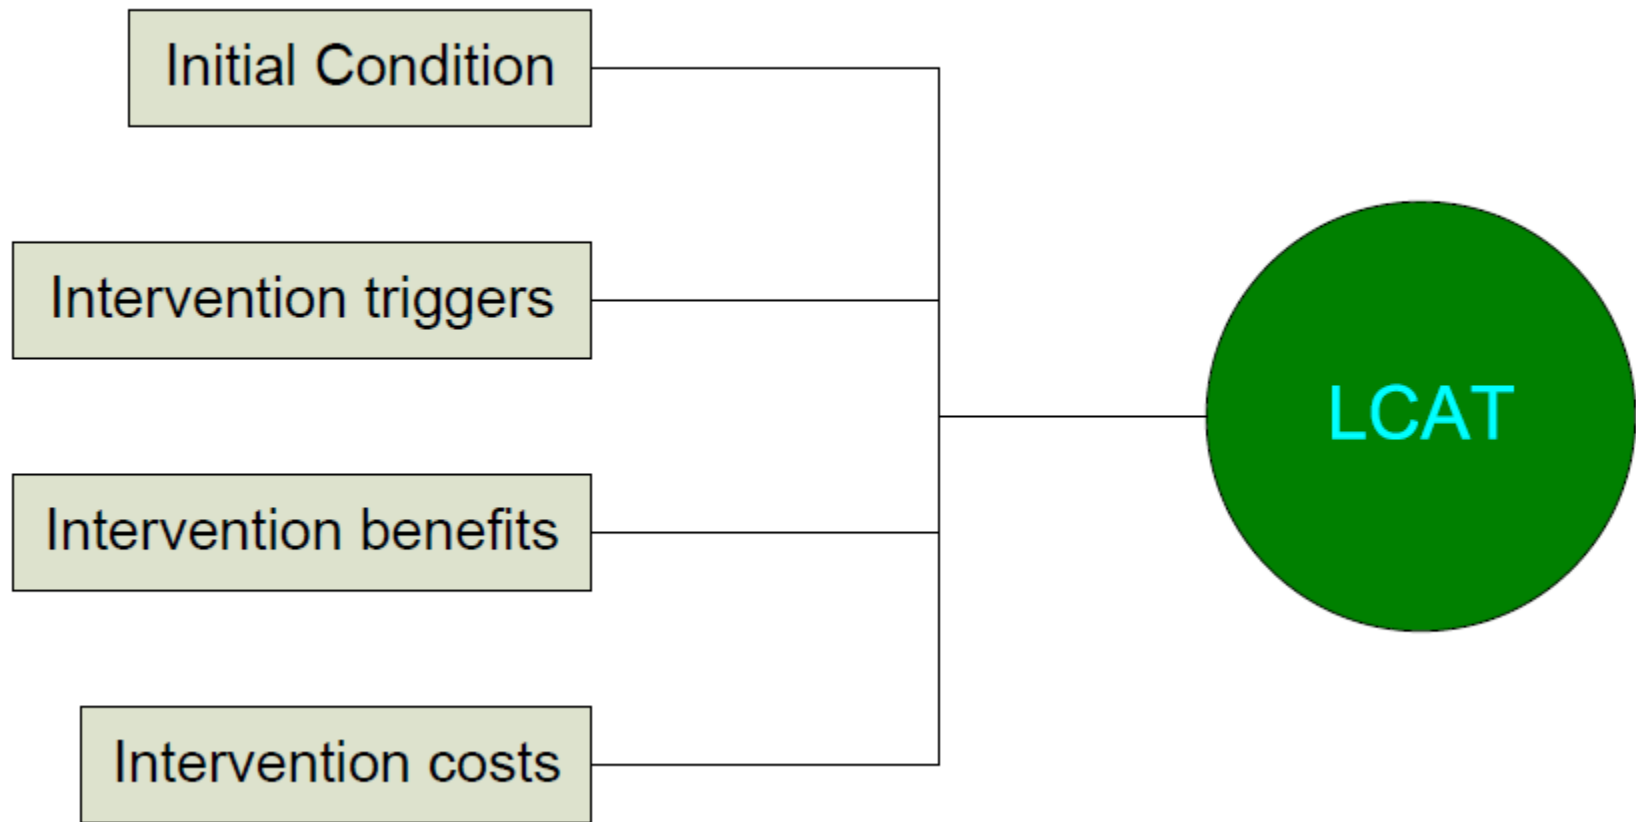 Initial Condition
Intervention triggers
LCAT
Intervention benefits
Intervention costs